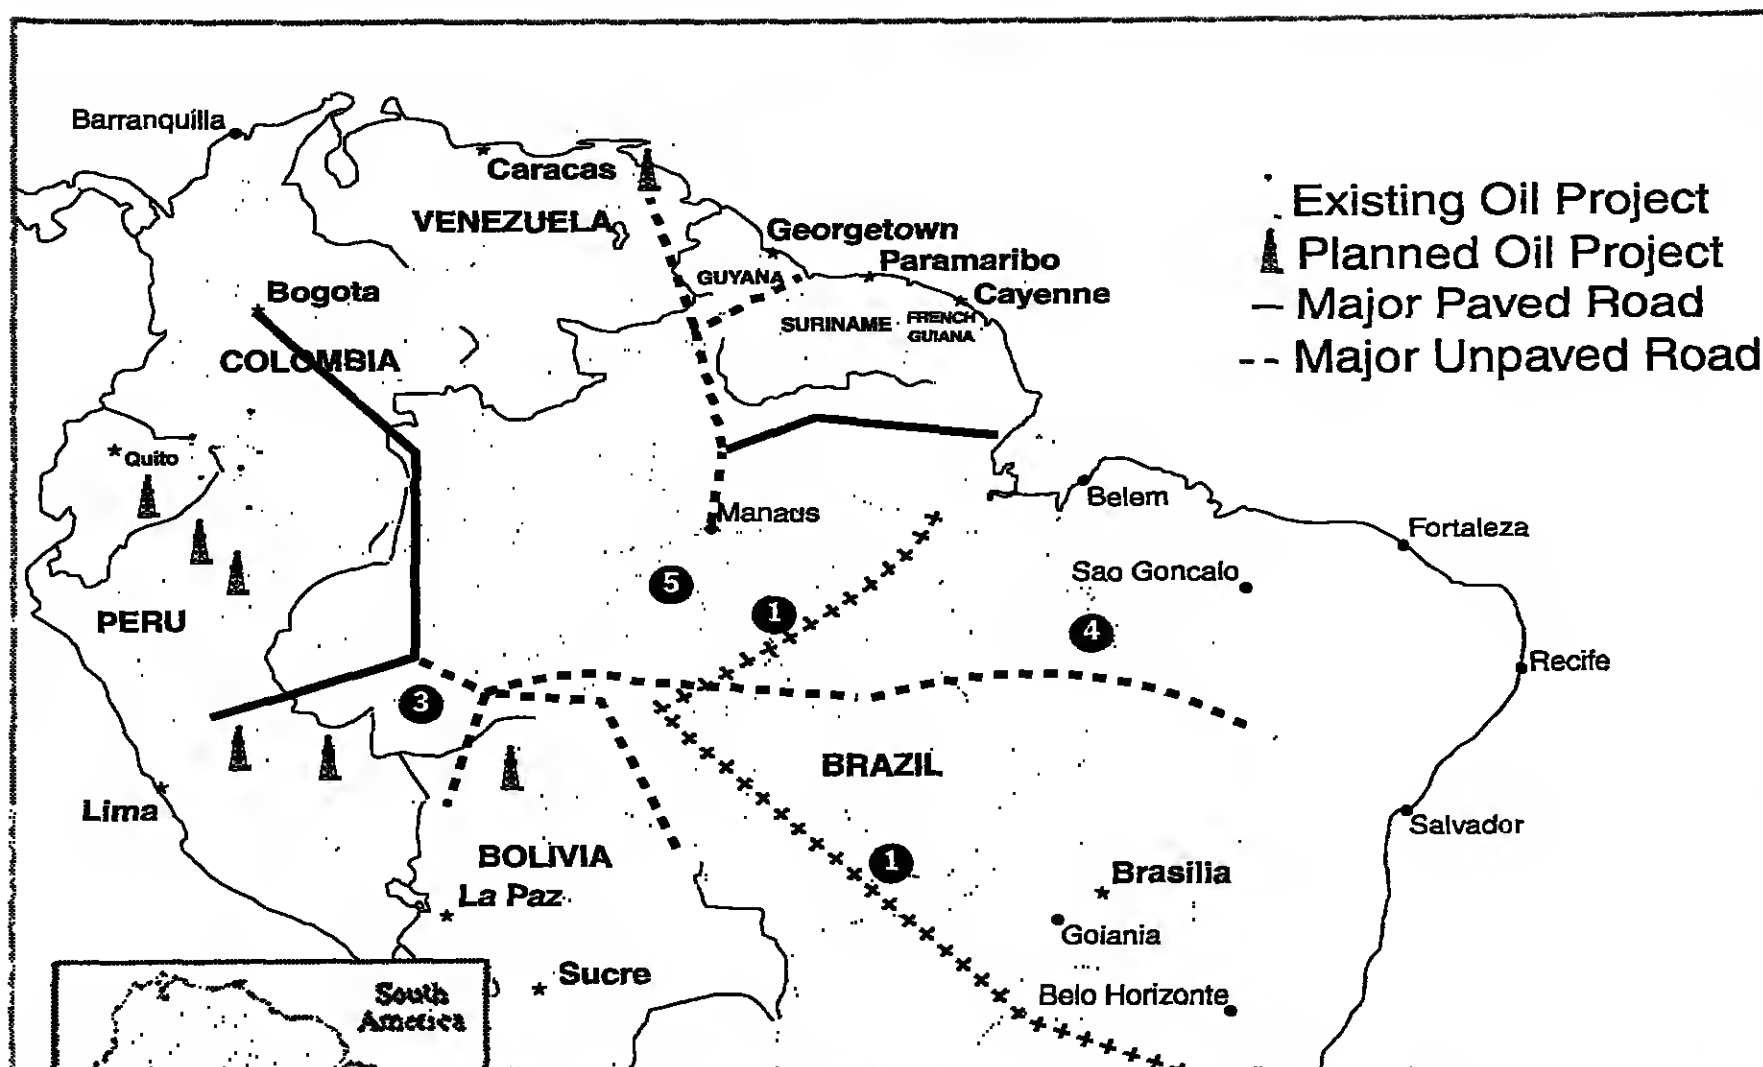 Barranquilla
Caracas
VENEZUELA
Georgetown
Paramaribo
GUYANA
Cayenne
SURINAME
FRENCH
GUIANA
Existing Oil Project
Planned Oil Project
Major Paved Road
Major Unpaved Road
Bogota
COLOMBIA
Quito
Manaus
Belem
Fortaleza
Sao Goncalo
5
1
4
PERU
Recife
3
BRAZIL
Lima
Salvador
BOLIVIA
1
Brasilia
La Paz
Goiania
Sucre
Belo Horizonte
South
America